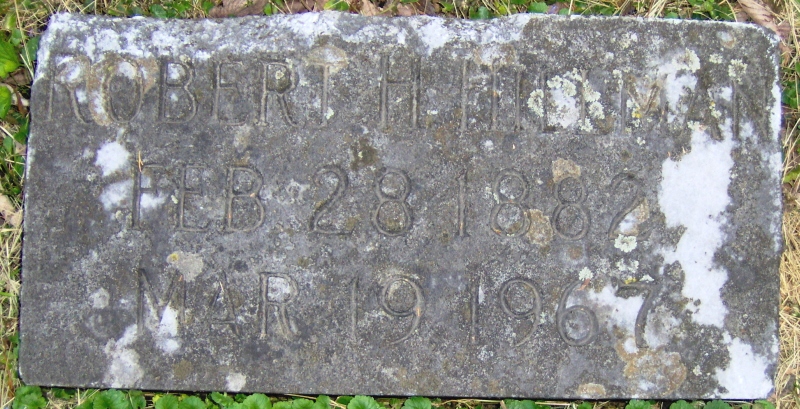 ROBERT H. HILLMAN
FEB 28 1882
MAR 19 1967